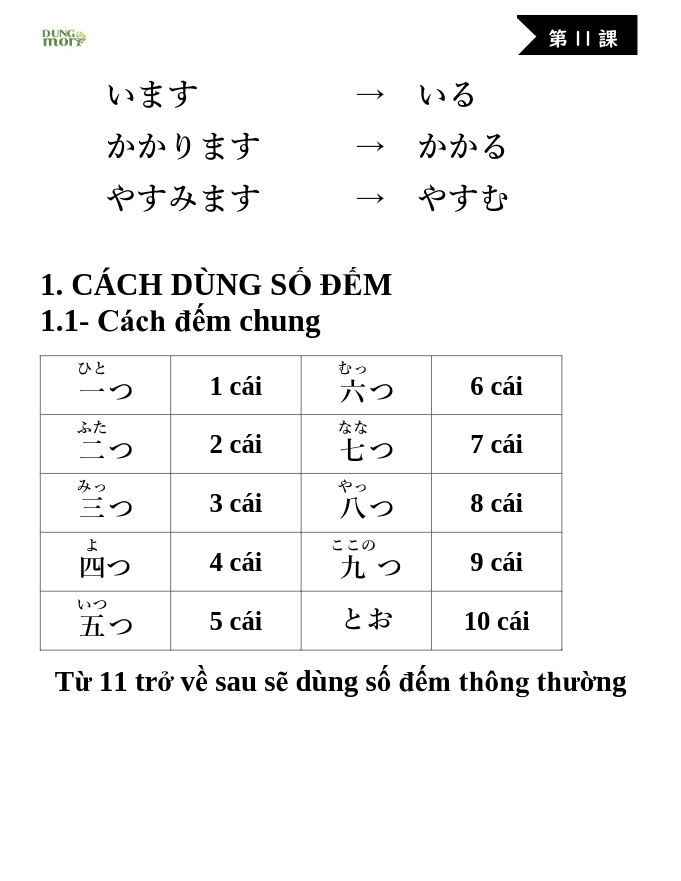 DUNG
mori
第 11 課
います → いる
かかります → かかる
やすみます → やすむ
1. CÁCH DÙNG SỐ ĐẾM
1.1- Cách đếm chung
ひと むっ
一つ 1 cái 六つ 6 cái
ふた なな
二つ 2 cái 七つ 7 cái
みっ やっ
三つ 3 cái 八つ 8 cái
よ ここの
四つ 4 cái 九 つ 9 cái
いつ
五つ 5 cái とお 10 cái
Từ 11 trở về sau sẽ dùng số đếm thông thường